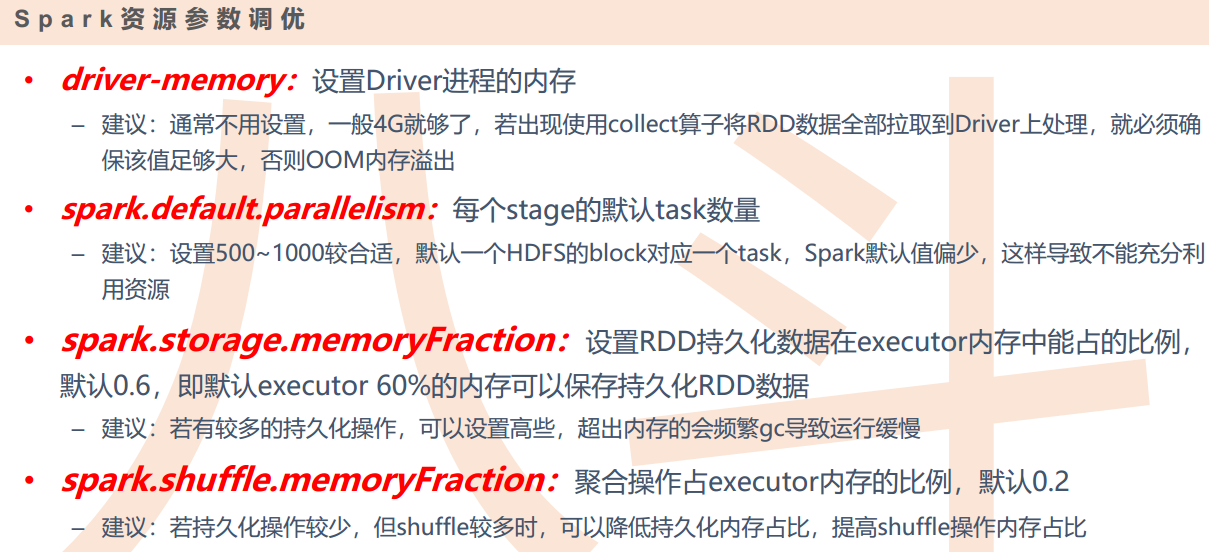 Spark资源参数调优
• driver-memory：设置Driver进程的内存
– 建议：通常不用设置，一般4G就够了，若出现使用collect算子将RDD数据全部拉取到Driver上处理，就必须确
保该值足够大，否则OOM内存溢出
• spark.default.parallelism：每个stage的默认task数量
– 建议：设置500~1000较合适，默认一个HDFS的block对应一个task，Spark默认值偏少，这样导致不能充分利
用资源
• spark.storage.memoryFraction：设置RDD持久化数据在executor内存中能占的比例，
默认0.6，即默认executor 60%的内存可以保存持久化RDD数据
– 建议：若有较多的持久化操作，可以设置高些，超出内存的会频繁gc导致运行缓慢
• spark.shuffle.memoryFraction：聚合操作占executor内存的比例，默认0.2
– 建议：若持久化操作较少，但shuffle较多时，可以降低持久化内存占比，提高shuffle操作内存占比
八斗